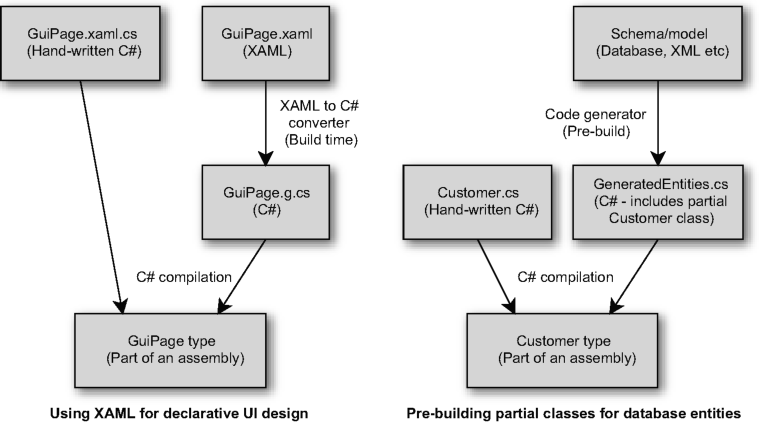 GuiPage.xaml.cs
(Hand-written C#)
GuiPage.xaml
(XAML)
XAML to C#
converter
(Build time)
GuiPage.g.cs
(C#)
C# compilation
GuiPage type
(Part of an assembly)
Using XAML for declarative UI design
Schema/model
(Database, XML etc)
Code generator
(Pre-build)
Customer.cs
(Hand-written C#)
GeneratedEntities.cs
(C# - includes partial
Customer class)
C# compilation
Customer type
(Part of an assembly)
Pre-building partial classes for database entities